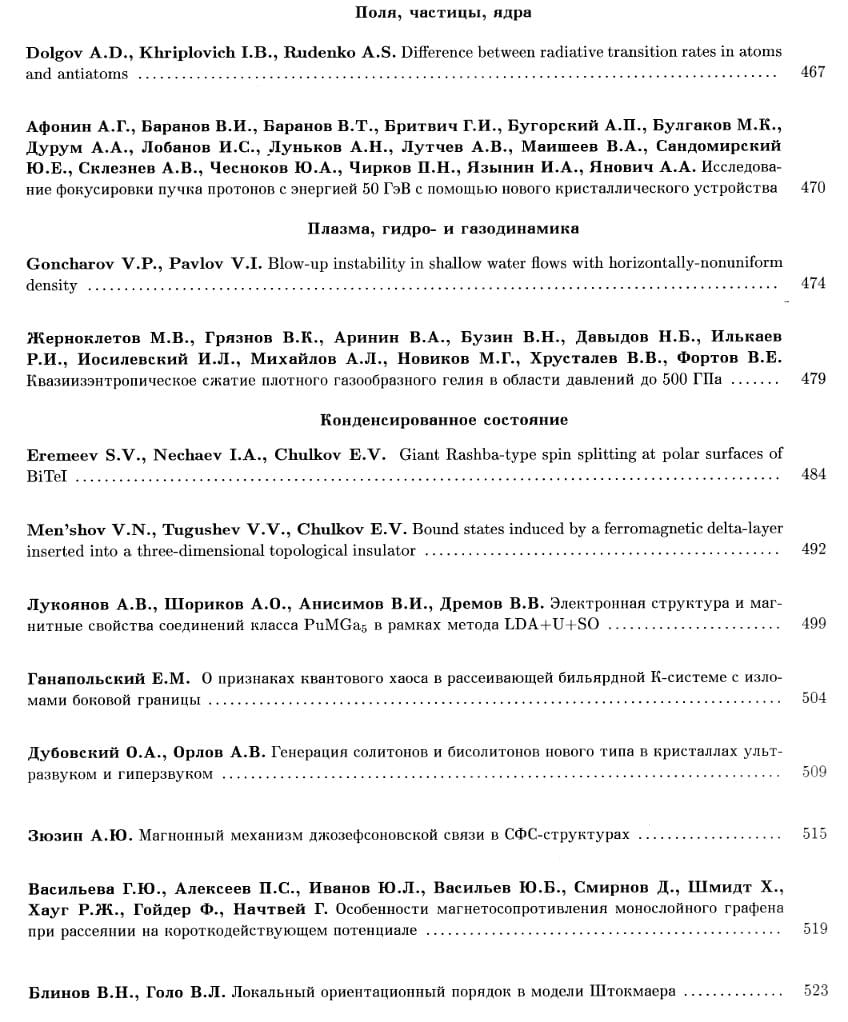 Поля, частицы, ядра
Dolgov A.D., Khriplovich I.B., Rudenko A.S. Difference between radiative transition rates in atoms
and antiatoms ........................................................................................ 467
Афонин А.Г., Баранов В.И., Баранов В.Т., Бритвич Г.И., Бугорский А.П., Булгаков М.К.,
Дурум А.А., Лобанов И.С., Луньков А.Н., Лутчев А.В., Маишеев В.А., Сандомирский
Ю.Е., Склезнев А.В., Чесноков Ю.А., Чирков П.Н., Язынин И.А., Янович А.А. Исследова-
ние фокусировки пучка протонов с энергией 50 ГэВ с помощью нового кристаллического устройства 470
Плазма, гидро- и газодинамика
Goncharov V.P., Pavlov V.I. Blow-up instability in shallow water flows with horizontally-nonuniform
density ............................................................................................... 474
Жерноклетов М.В., Грязнов В.К., Аринин В.А., Бузин В.Н., Давыдов Н.Б., Илькаев
Р.И., Иосилевский И.Л., Михайлов А.Л., Новиков М.Г., Хрусталев В.В., Фортов В.Е.
Квазиизэнтропическое сжатие плотного газообразного гелия в области давлений до 500 ГПа ....... 479
Конденсированное состояние
Eremeev S.V., Nechaev I.A., Chulkov E.V. Giant Rashba-type spin splitting at polar surfaces of
BiTeI ................................................................................................. 484
Men'shov V.N., Tugushev V.V., Chulkov E.V. Bound states induced by a ferromagnetic delta-layer
inserted into a three-dimensional topological insulator ................................................. 492
Лукоянов А.В., Шориков А.О., Анисимов В.И., Дремов В.В. Электронная структура и маг-
нитные свойства соединений класса PuMGa₅ в рамках метода LDA+U+SO ........................ 499
Ганапольский Е.М. О признаках квантового хаоса в рассеивающей бильярдной К-системе с изло-
мами боковой границы ............................................................................... 504
Дубовский О.А., Орлов А.В. Генерация солитонов и бисолитонов нового типа в кристаллах ульт-
развуком и гиперзвуком ............................................................................. 509
Зюзин А.Ю. Магнонный механизм джозефсоновской связи в СФС-структурах .................... 515
Васильева Г.Ю., Алексеев П.С., Иванов Ю.Л., Васильев Ю.Б., Смирнов Д., Шмидт Х.,
Хауг Р.Ж., Гойдер Ф., Начтвей Г. Особенности магнетосопротивления монослойного графена
при рассеянии на короткодействующем потенциале ................................................. 519
Блинов В.Н., Голо В.Л. Локальный ориентационный порядок в модели Штокмаера .............. 523